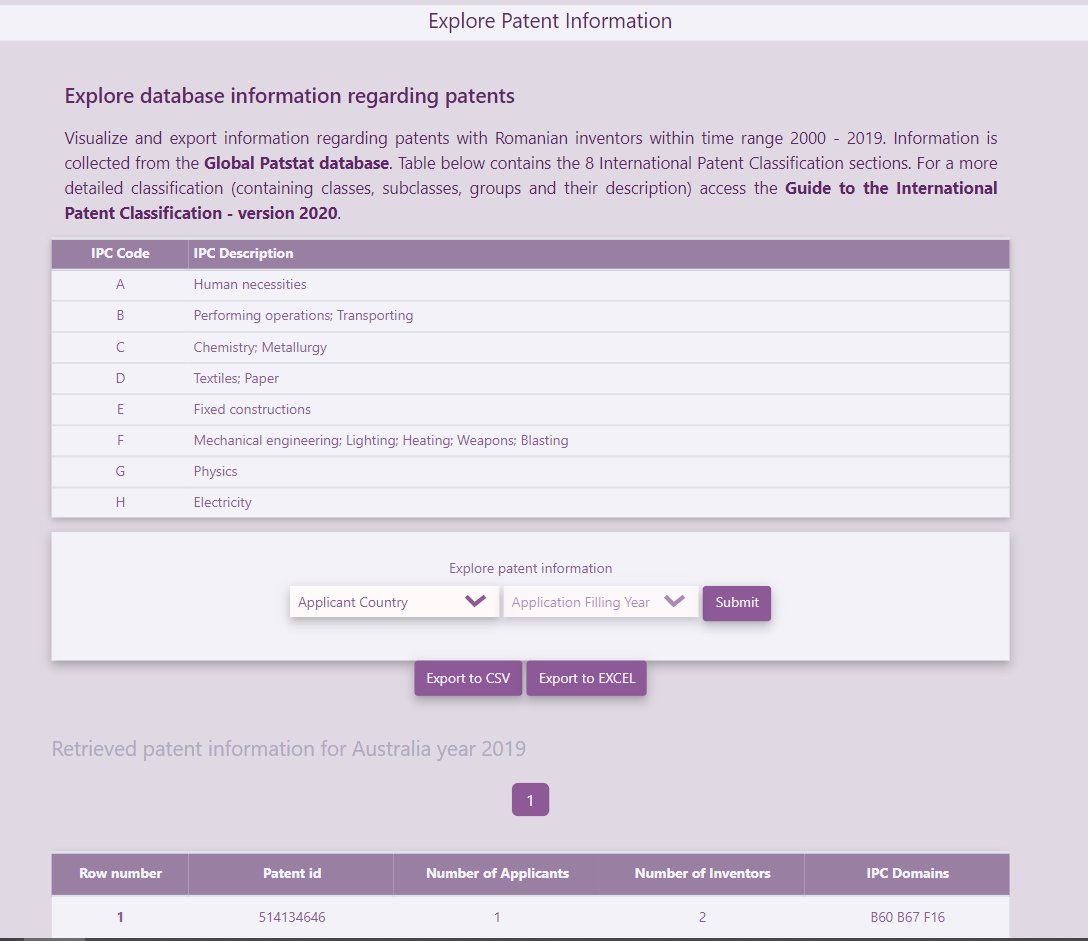 Explore Patent Information
Explore database information regarding patents
Visualize and export information regarding patents with Romanian inventors within time range 2000 - 2019. Information is
collected from the Global Patstat database. Table below contains the 8 International Patent Classification sections. For a more
detailed classification (containing classes, subclasses, groups and their description) access the Guide to the International
Patent Classification - version 2020.
IPC Code IPC Description
A Human necessities
B Performing operations; Transporting
C Chemistry; Metallurgy
D Textiles; Paper
E Fixed constructions
F Mechanical engineering; Lighting; Heating; Weapons; Blasting
G Physics
H Electricity
Explore patent information
Applicant Country Application Filling Year Submit
Export to CSV Export to EXCEL
Retrieved patent information for Australia year 2019
1
Row number Patent id Number of Applicants Number of Inventors IPC Domains
1 514134646 1 2 B60 B67 F16